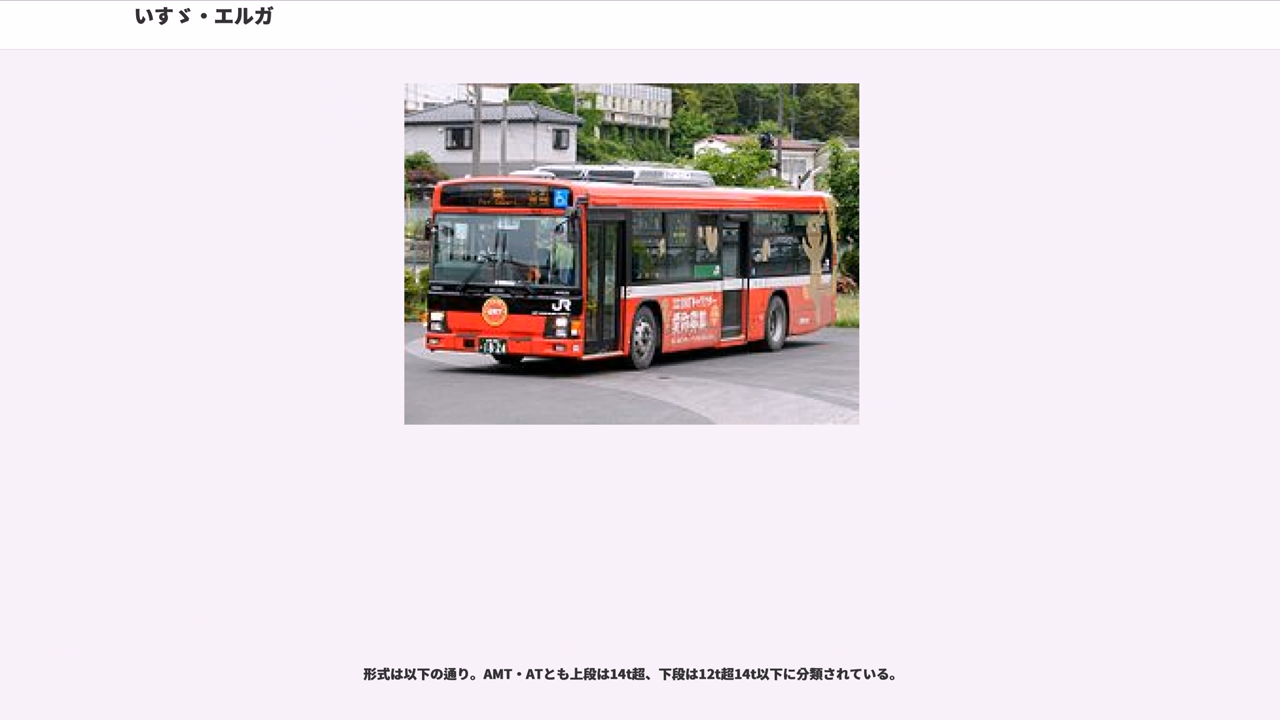 いすゞ・エルガ
JR
形式は以下の通り。AMT・ATとも上段は14t超、下段は12t超14t以下に分類されている。